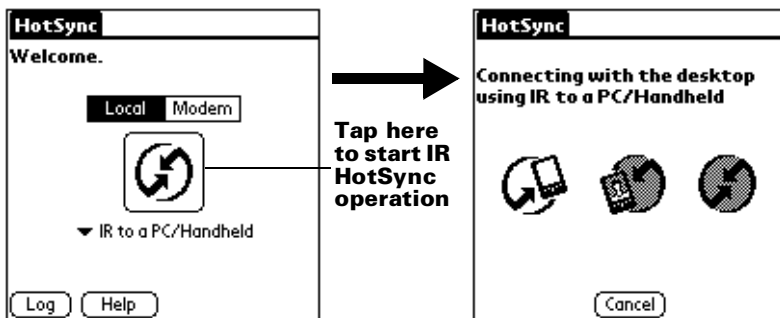 HotSync
Welcome.
Local Modem
IR to a PC/Handheld
Log Help
Tap here
to start IR
HotSync
operation
HotSync
Connecting with the desktop
using IR to a PC/Handheld
Cancel